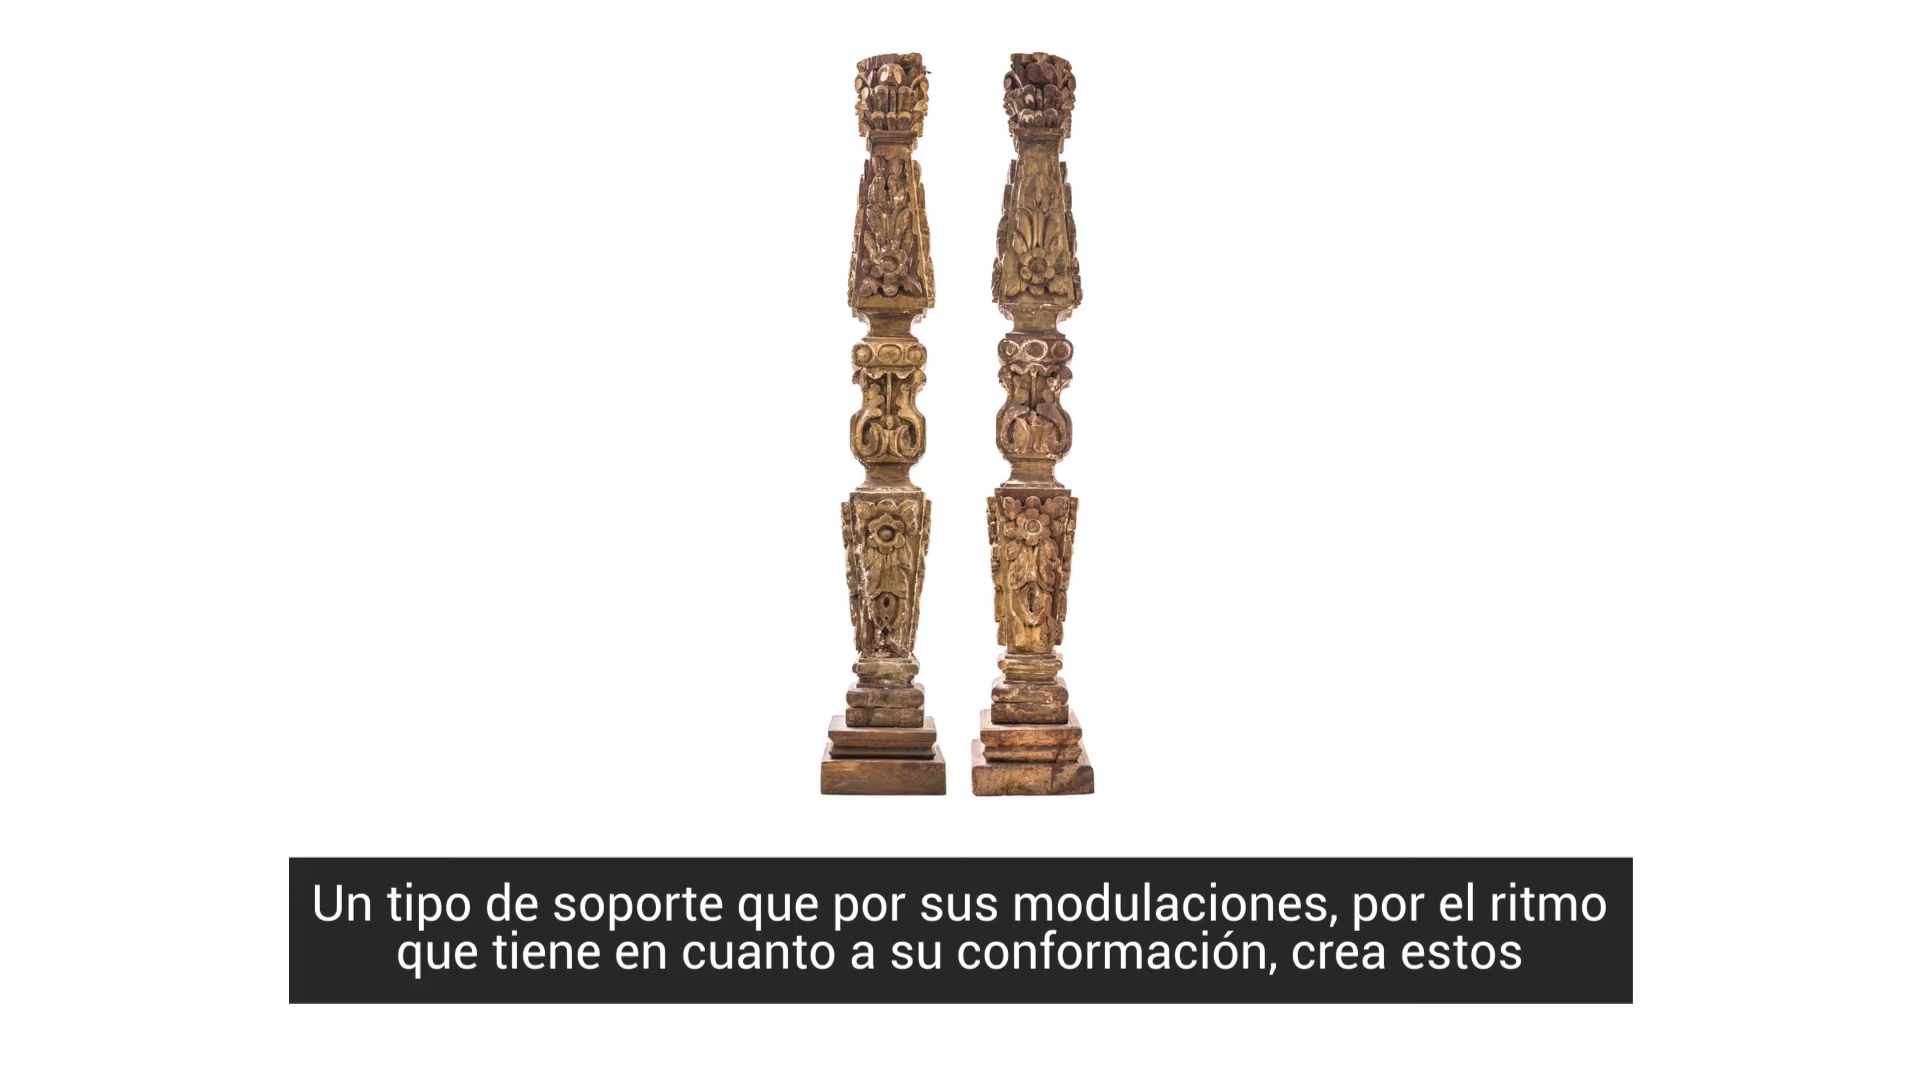 Un tipo de soporte que por sus modulaciones, por el ritmo
que tiene en cuanto a su conformación, crea estos